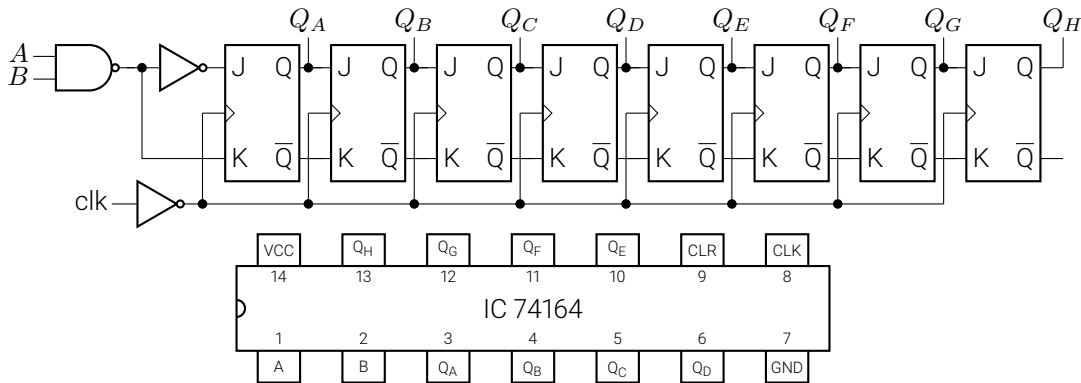 Q_A Q_B Q_C Q_D Q_E Q_F Q_G Q_H
A
B
J Q J Q J Q J Q J Q J Q J Q J Q
K Q̅ K Q̅ K Q̅ K Q̅ K Q̅ K Q̅ K Q̅ K Q̅
clk
VCC Q_H Q_G Q_F Q_E CLR CLK
14 13 12 11 10 9 8
IC 74164
1 2 3 4 5 6 7
A B Q_A Q_B Q_C Q_D GND